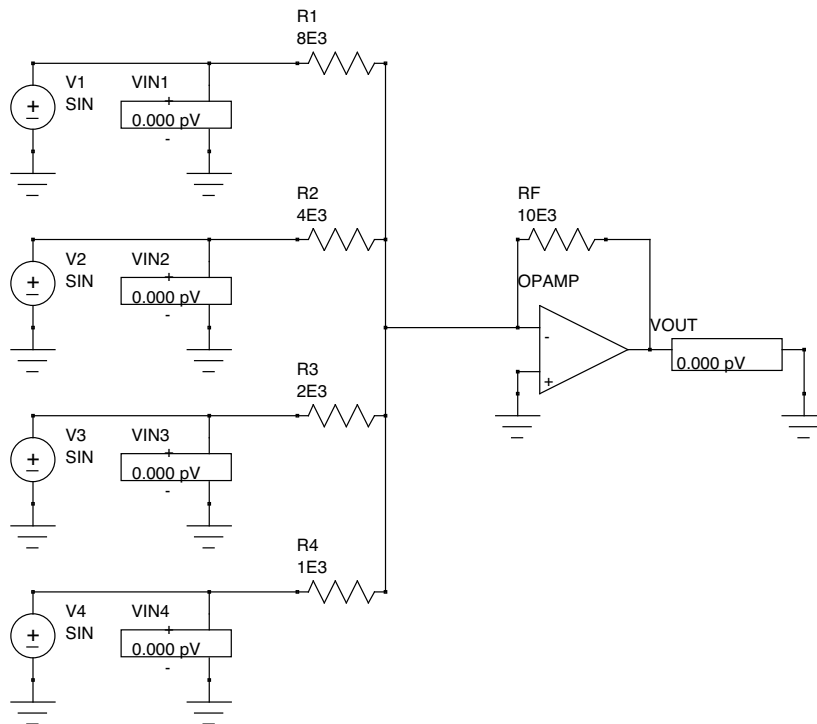 R1
8E3
V1
SIN
VIN1
+
0.000 pV
-
R2
4E3
V2
SIN
VIN2
+
0.000 pV
-
RF
10E3
OPAMP
-
+
VOUT
0.000 pV
R3
2E3
V3
SIN
VIN3
+
0.000 pV
-
R4
1E3
V4
SIN
VIN4
+
0.000 pV
-